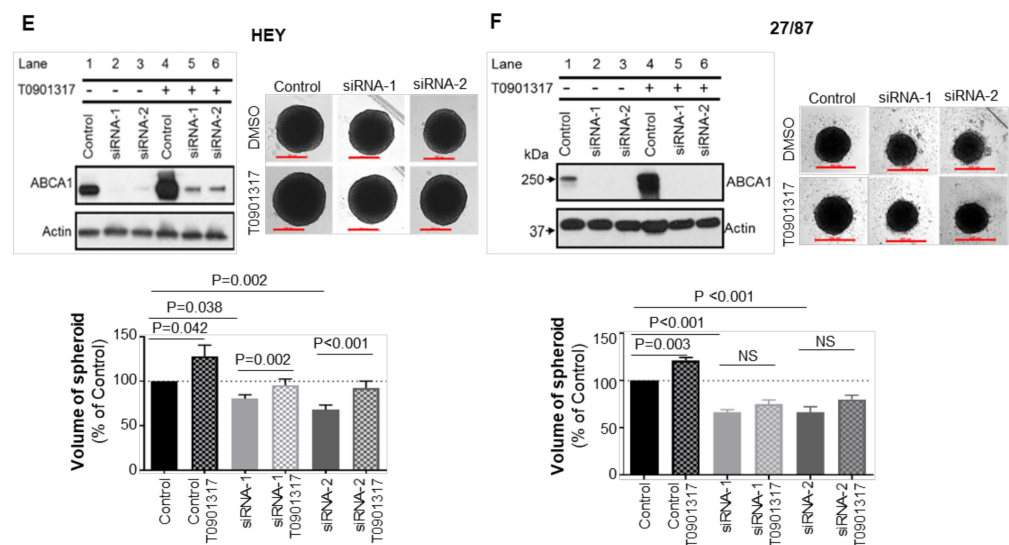 E
HEY
Lane 1 2 3 4 5 6
T0901317 - - - + + +
Control siRNA-1 siRNA-2 Control siRNA-1 siRNA-2
ABCA1
Actin
Control siRNA-1 siRNA-2
DMSO
T0901317
P=0.002
P=0.038
P=0.042
P=0.002
P<0.001
Volume of spheroid
(% of Control)
150
100
50
0
Control
Control T0901317
siRNA-1
siRNA-1 T0901317
siRNA-2
siRNA-2 T0901317
F
27/87
Lane 1 2 3 4 5 6
T0901317 - - - + + +
Control siRNA-1 siRNA-2 Control siRNA-1 siRNA-2
kDa
250 ABCA1
37 Actin
Control siRNA-1 siRNA-2
DMSO
T0901317
P <0.001
P<0.001
P=0.003
NS
NS
Volume of spheroid
(% of Control)
150
100
50
0
Control
Control T0901317
siRNA-1
siRNA-1 T0901317
siRNA-2
siRNA-2 T0901317